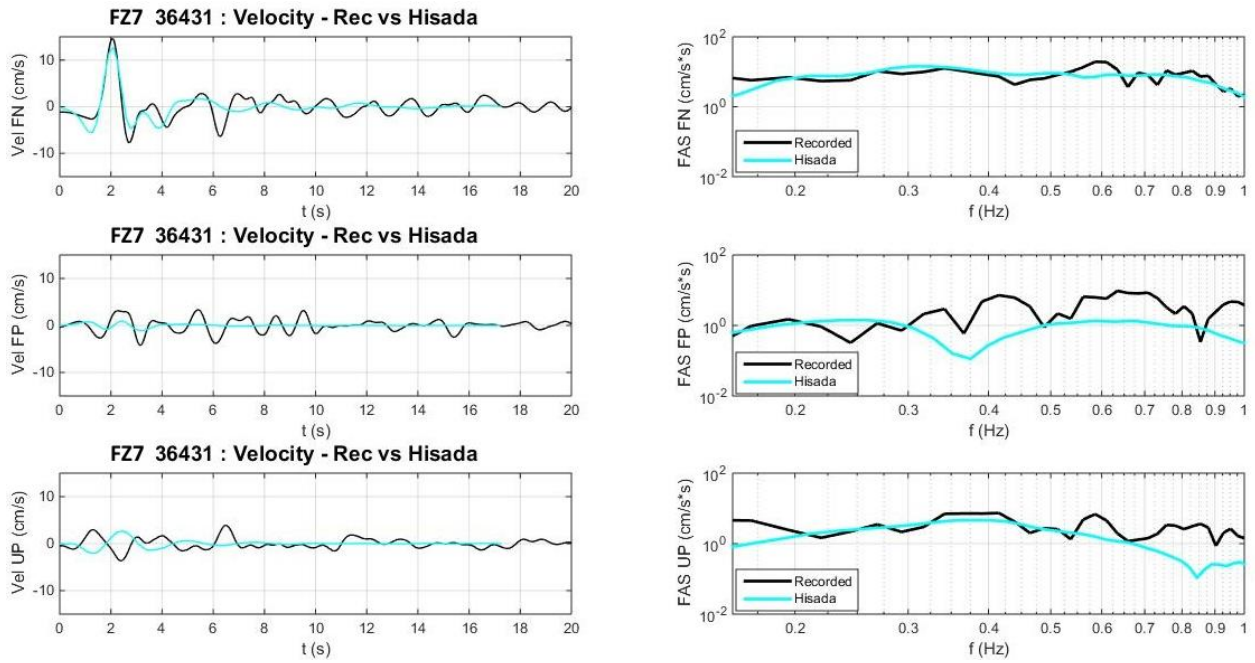 FZ7 36431 : Velocity - Rec vs Hisada
Vel FN (cm/s)
10
0
-10
0 2 4 6 8 10 12 14 16 18 20
t (s)
FAS FN (cm/s*s)
10^2
10^0
10^-2
Recorded
Hisada
0.2 0.3 0.4 0.5 0.6 0.7 0.8 0.9 1
f (Hz)
FZ7 36431 : Velocity - Rec vs Hisada
Vel FP (cm/s)
10
0
-10
0 2 4 6 8 10 12 14 16 18 20
t (s)
FAS FP (cm/s*s)
10^2
10^0
10^-2
Recorded
Hisada
0.2 0.3 0.4 0.5 0.6 0.7 0.8 0.9 1
f (Hz)
FZ7 36431 : Velocity - Rec vs Hisada
Vel UP (cm/s)
10
0
-10
0 2 4 6 8 10 12 14 16 18 20
t (s)
FAS UP (cm/s*s)
10^2
10^0
10^-2
Recorded
Hisada
0.2 0.3 0.4 0.5 0.6 0.7 0.8 0.9 1
f (Hz)